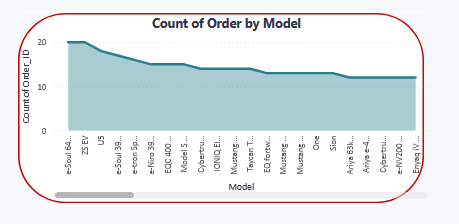 Count of Order by Model
Count of Order_ID
20
10
0
e-Soul 64...
ZS EV
U5
e-Soul 39...
e-tron Sp...
e-Niro 39...
EQC 400 ...
Model S ...
Cybertru...
IONIQ El...
Mustang ...
Taycan T...
EQ fortw...
Mustang ...
Mustang ...
One
Sion
Ariya 63k...
Ariya e-4...
Cybertru...
e-NV200 ...
Enyaq iV ...
Model